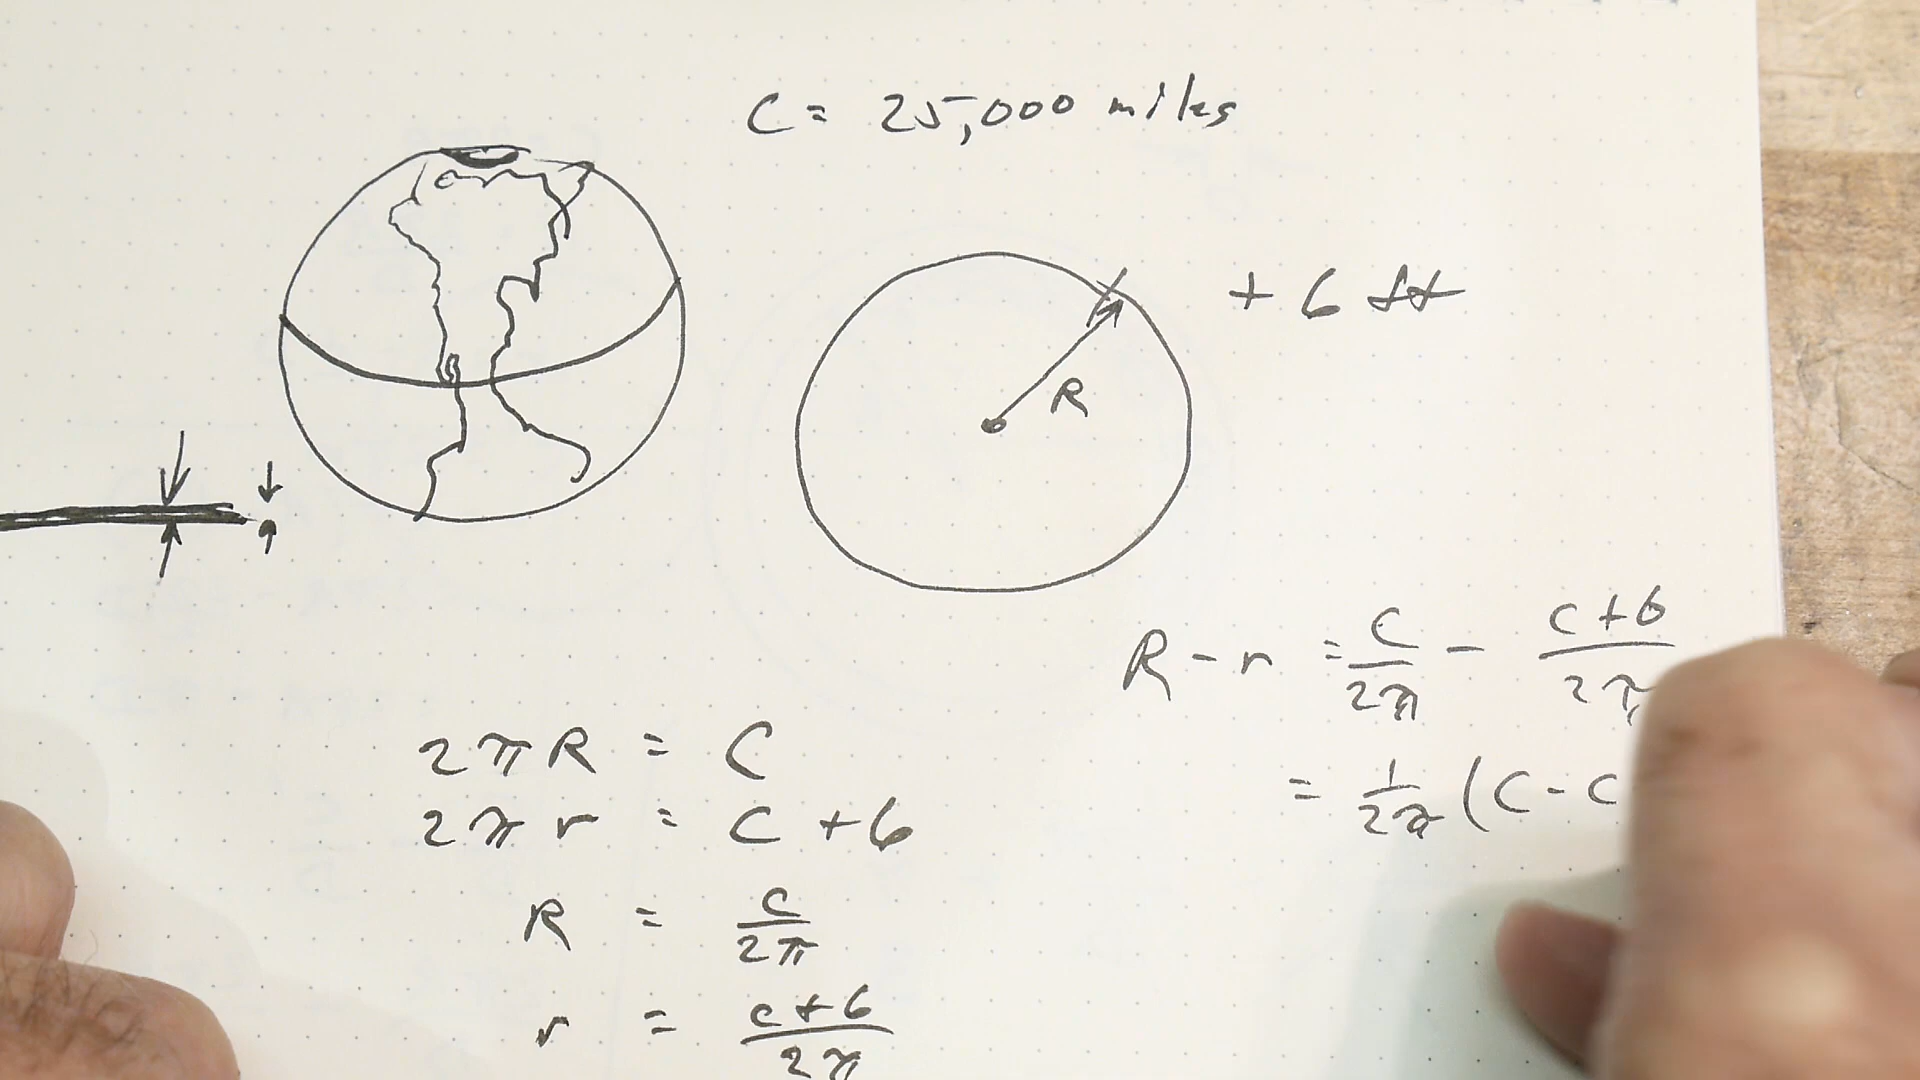 C = 25,000 miles
+ 6 ft
R
R - r = C/2π - C+6/2π
= 1/2π (C - C
2πR = C
2πr = C + 6
R = C/2π
r = C+6/2π